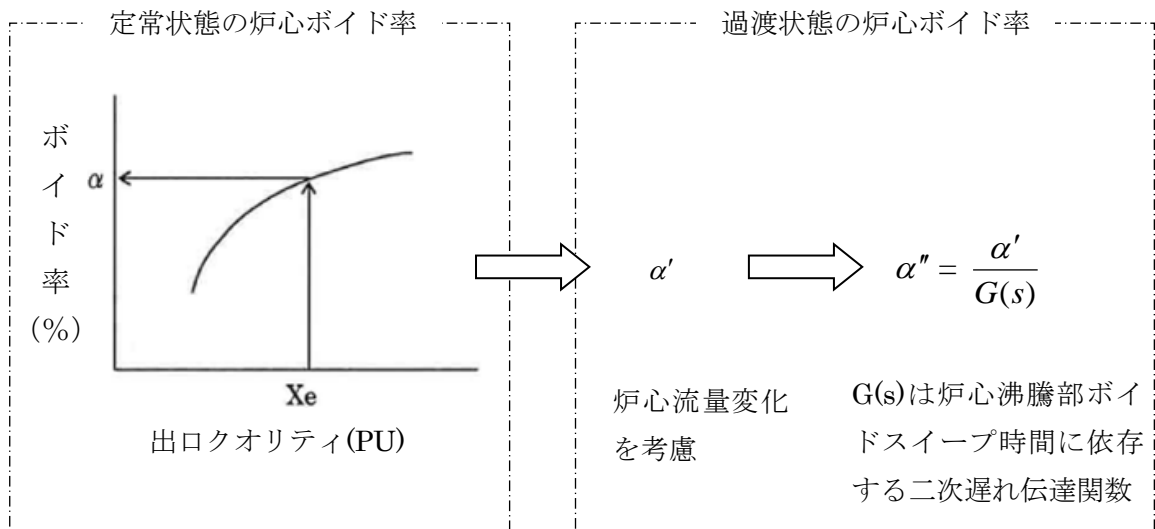 定常状態の炉心ボイド率
過渡状態の炉心ボイド率
ボイド率(%)
α
Xe
出口クオリティ(PU)
α′
α″ = α′ / G(s)
炉心流量変化
を考慮
G(s)は炉心沸騰部ボイ
ドスイープ時間に依存
する二次遅れ伝達関数